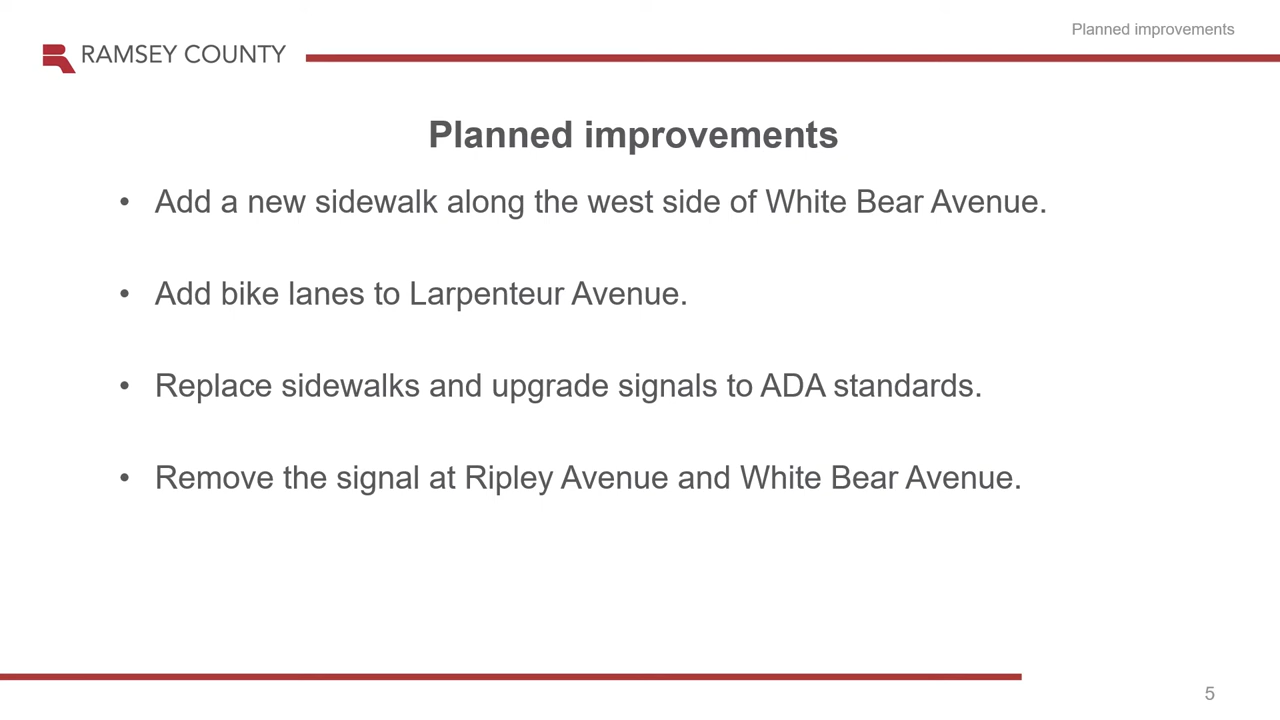 Planned improvements
RAMSEY COUNTY
Planned improvements
• Add a new sidewalk along the west side of White Bear Avenue.
• Add bike lanes to Larpenteur Avenue.
• Replace sidewalks and upgrade signals to ADA standards.
• Remove the signal at Ripley Avenue and White Bear Avenue.
5